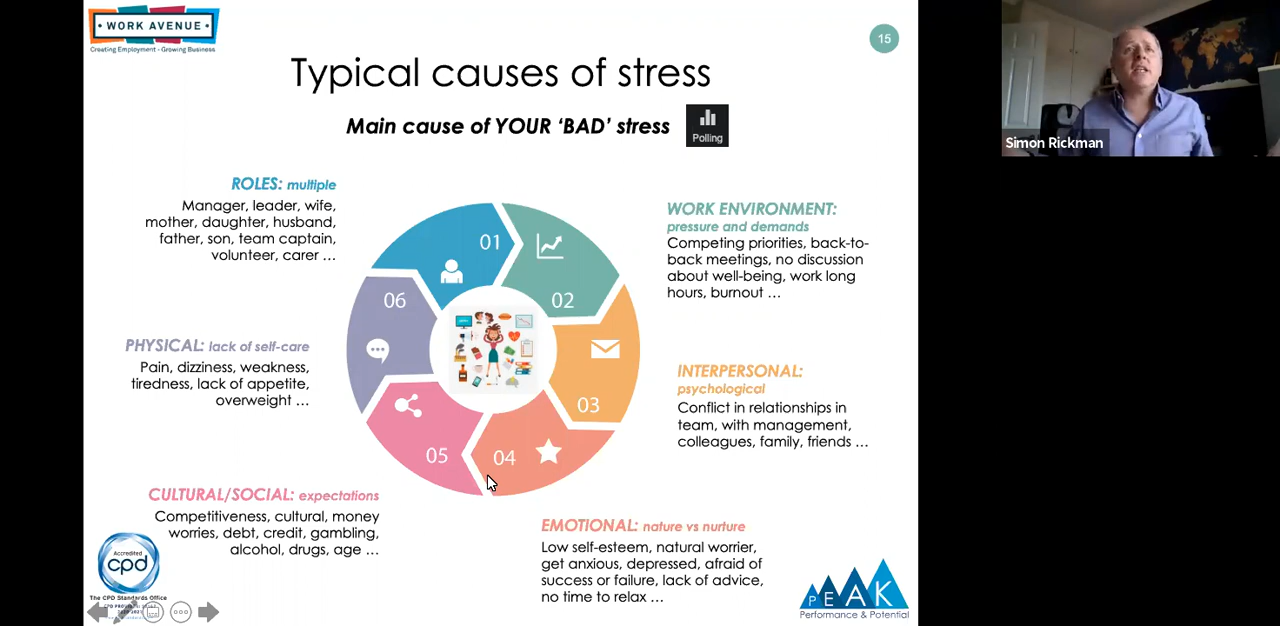 • WORK AVENUE •
Creating Employment - Growing Business
15
Typical causes of stress
Main cause of YOUR ‘BAD’ stress
Polling
Simon Rickman
ROLES: multiple
Manager, leader, wife,
mother, daughter, husband,
father, son, team captain,
volunteer, carer ...
WORK ENVIRONMENT:
pressure and demands
Competing priorities, back-to-
back meetings, no discussion
about well-being, work long
hours, burnout ...
01
02
03
04
05
06
PHYSICAL: lack of self-care
Pain, dizziness, weakness,
tiredness, lack of appetite,
overweight ...
INTERPERSONAL:
psychological
Conflict in relationships in
team, with management,
colleagues, family, friends ...
CULTURAL/SOCIAL: expectations
Competitiveness, cultural, money
worries, debt, credit, gambling,
alcohol, drugs, age ...
EMOTIONAL: nature vs nurture
Low self-esteem, natural worrier,
get anxious, depressed, afraid of
success or failure, lack of advice,
no time to relax ...
Accredited
cpd
The CPD Standards Office
PEAK
Performance & Potential